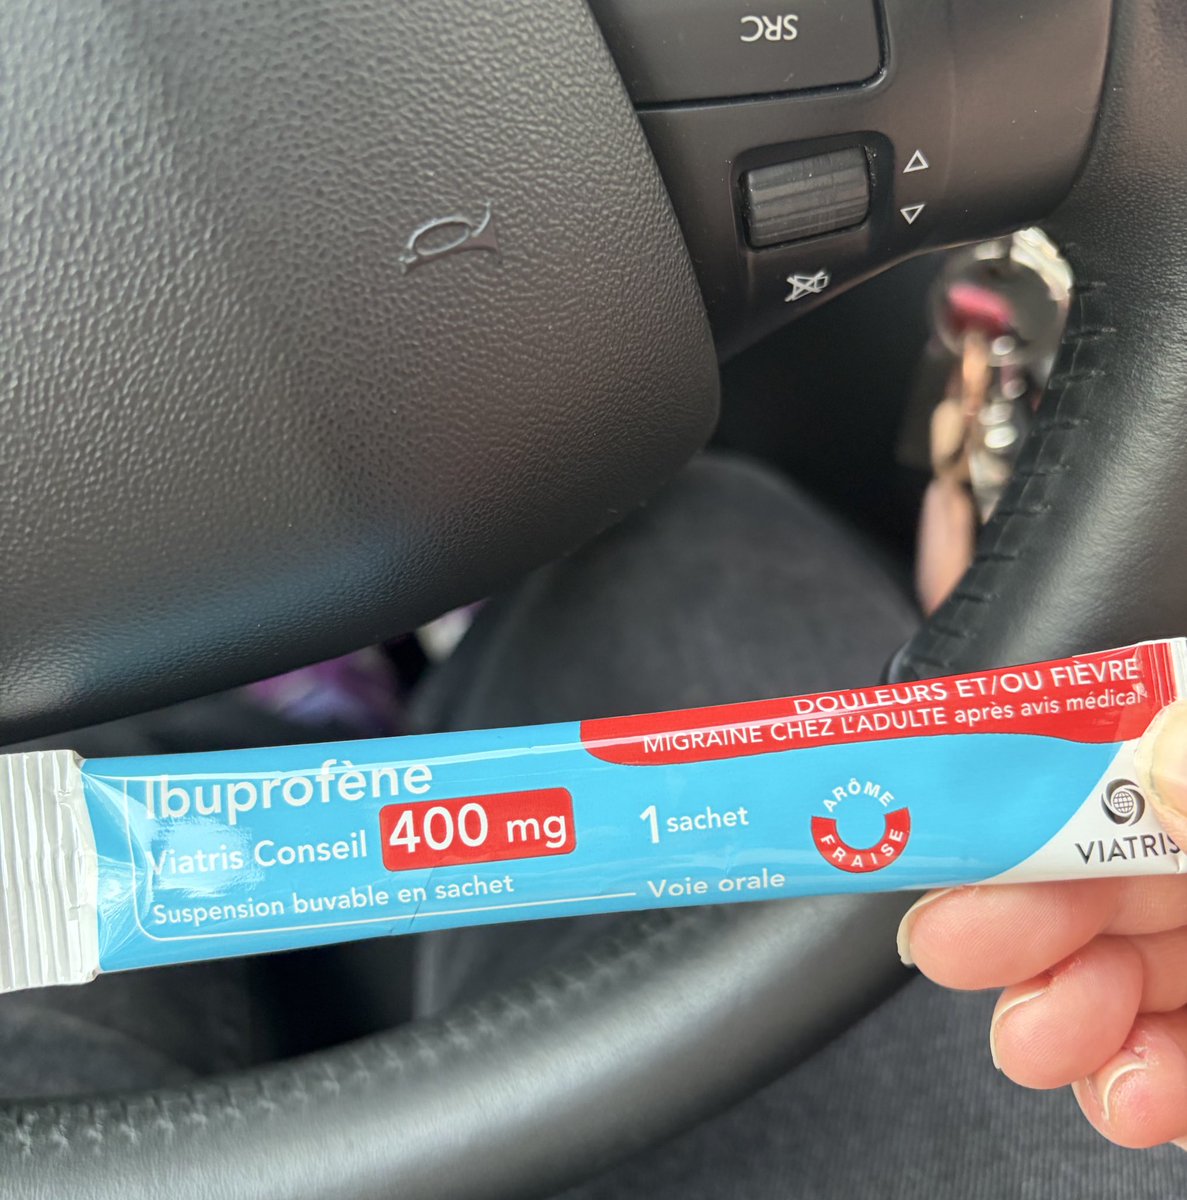 SRC
DOULEURS ET/OU FIÈVRE
MIGRAINE CHEZ L'ADULTE après avis médical
Ibuprofène
Viatris Conseil 400 mg
Suspension buvable en sachet
1 sachet
Voie orale
ARÔME
FRAISE
VIATRIS